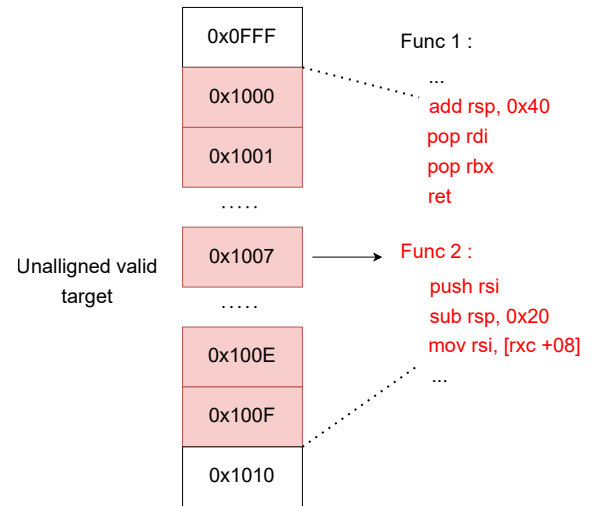 0x0FFF
0x1000
0x1001
.....
0x1007
.....
0x100E
0x100F
0x1010
Unaligned valid
target
Func 1 :
...
add rsp, 0x40
pop rdi
pop rbx
ret
Func 2 :
push rsi
sub rsp, 0x20
mov rsi, [rxc +08]
...